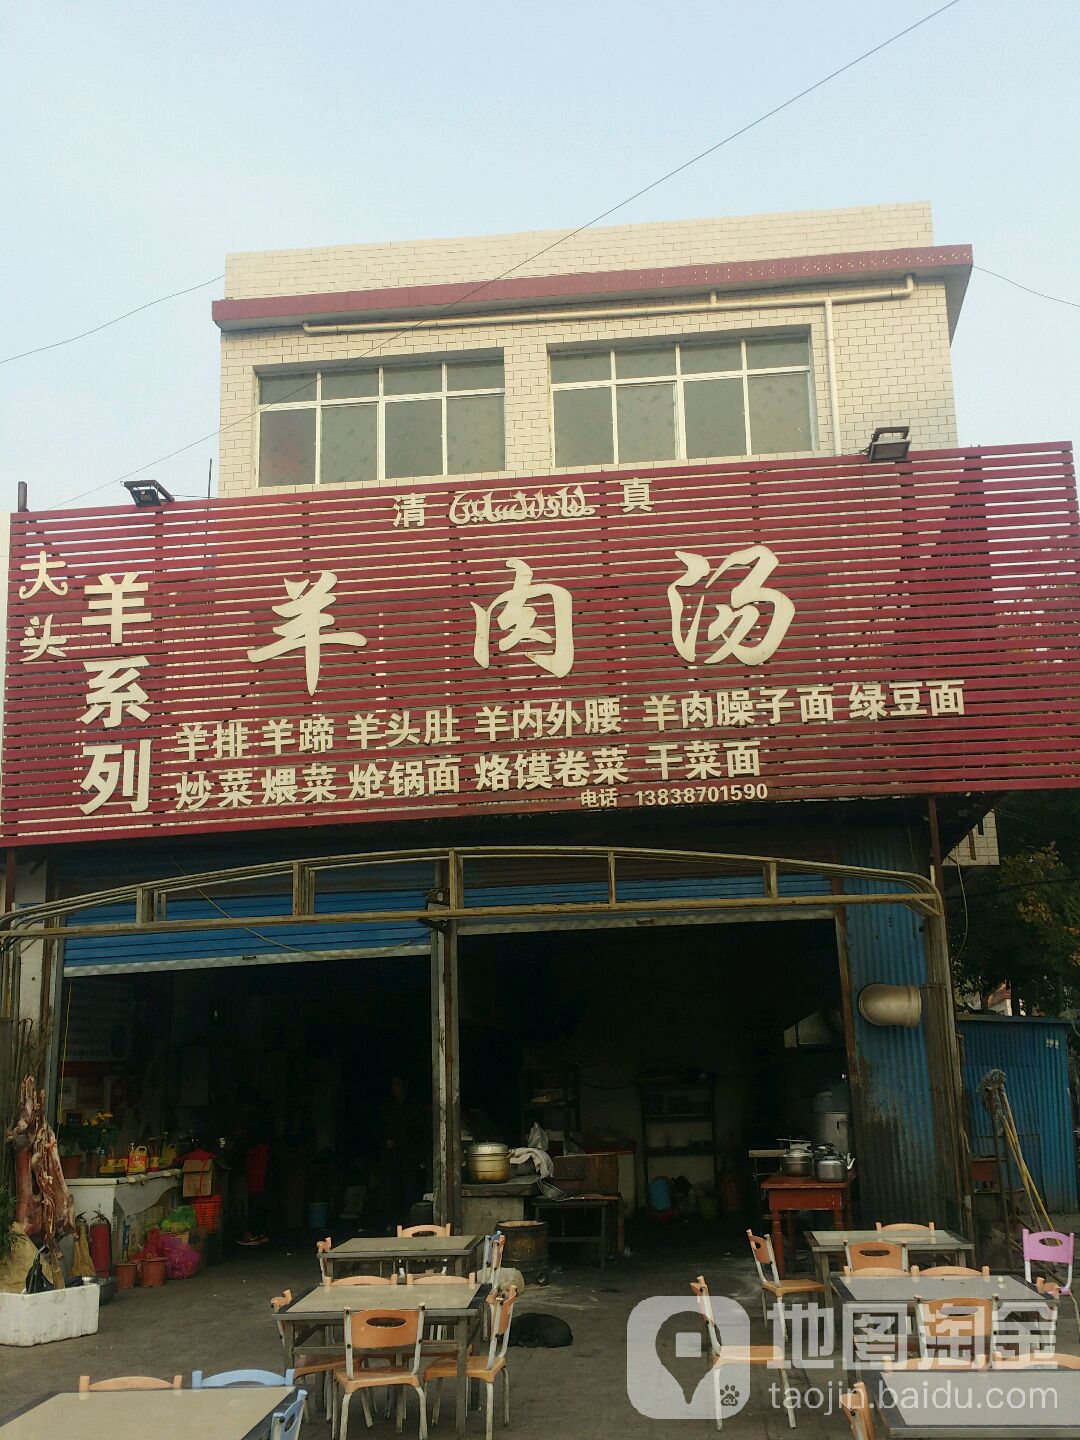 清 真
大头
羊系列
羊肉汤
羊排 羊蹄 羊头肚 羊内外腰 羊肉臊子面 绿豆面
炒菜 煨菜 炝锅面 烙馍卷菜 干菜面
电话 13838701590
地图淘金
taojin.baidu.com